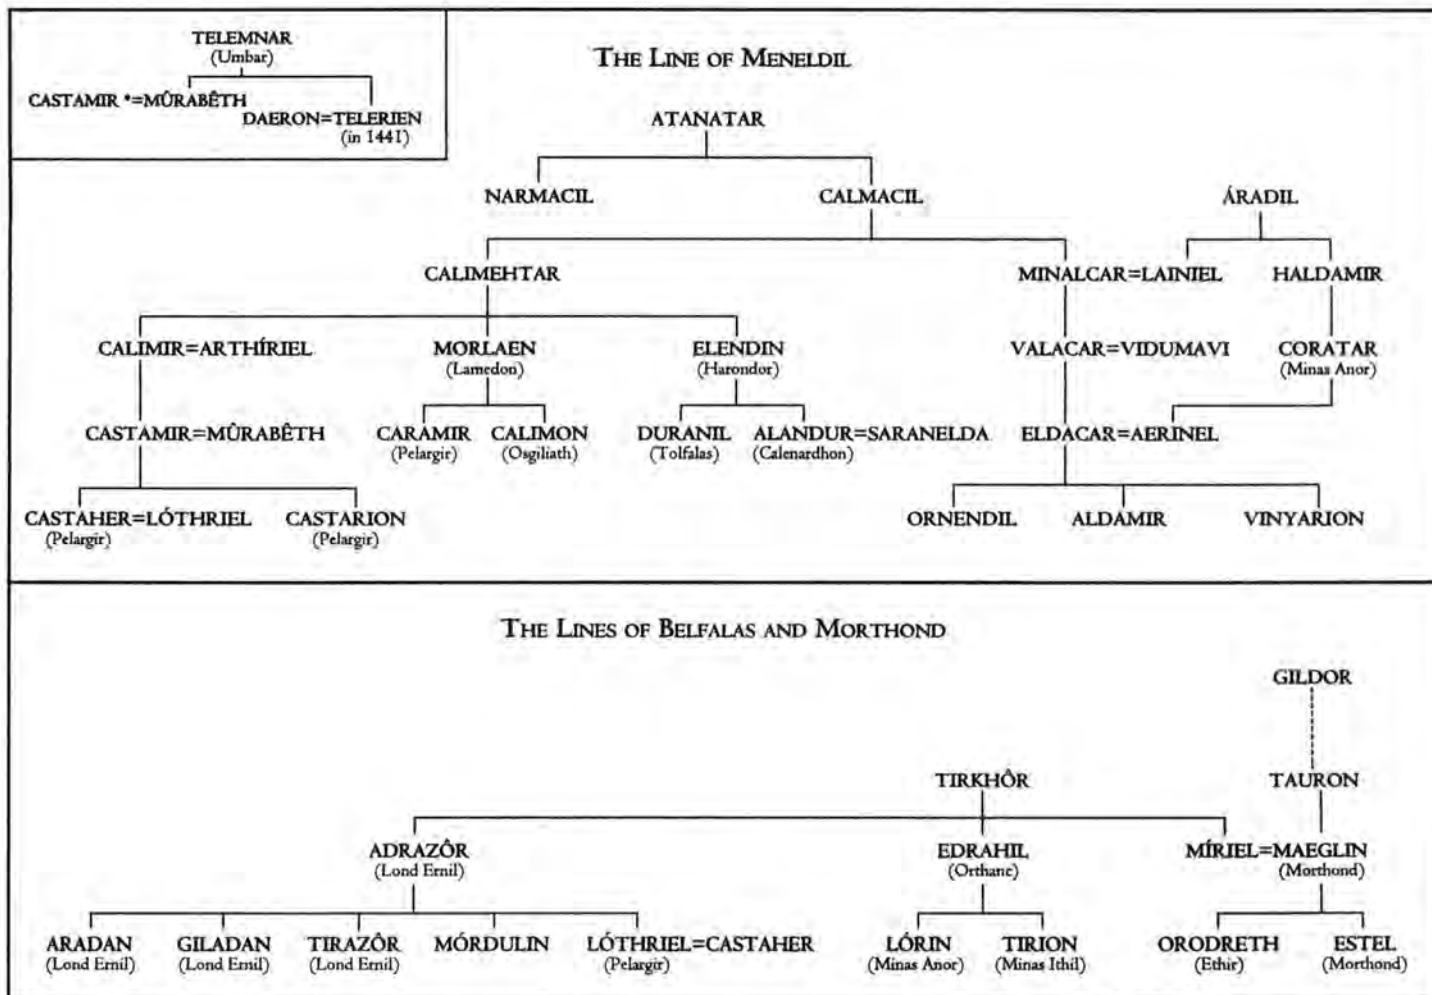 TELEMNAR
(Umbar)
CASTAMIR *=MÛRABÊTH
DAERON=TELERIEN
(in 1441)
THE LINE OF MENELDIL
ATANATAR
NARMACIL CALMACIL ÁRADIL
CALIMEHTAR MINALCAR=LAINIEL HALDAMIR
CALIMIR=ARTHÍRIEL MORLAEN ELENDIN VALACAR=VIDUMAVI CORATAR
(Lamedon) (Harondor) (Minas Anor)
CASTAMIR=MÛRABÊTH CARAMIR CALIMON DURANIL ALANDUR=SARANELDA ELDACAR=AERINEL
(Pelargir) (Osgiliath) (Tolfalas) (Calenardhon)
CASTAHER=LÓTHRIEL CASTARION ORNENDIL ALDAMIR VINYARION
(Pelargir) (Pelargir)
THE LINES OF BELFALAS AND MORTHOND
GILDOR
TIRKHÔR TAURON
ADRAZÔR EDRAHIL MÍRIEL=MAEGLIN
(Lond Ernil) (Orthanc) (Morthond)
ARADAN GILADAN TIRAZÔR MÓRDULIN LÓTHRIEL=CASTAHER LÓRIN TIRION ORODRETH ESTEL
(Lond Ernil) (Lond Ernil) (Lond Ernil) (Pelargir) (Minas Anor) (Minas Ithil) (Ethir) (Morthond)